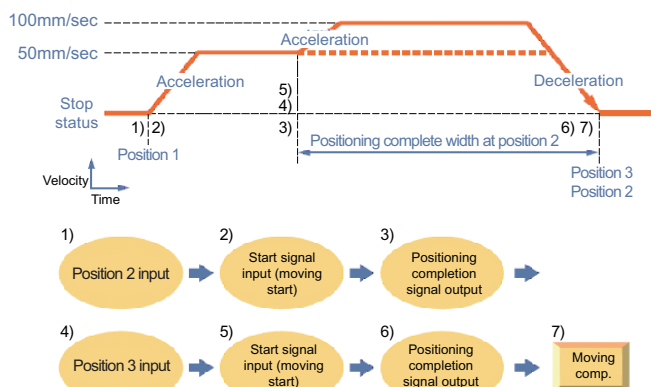 100mm/sec
Acceleration
50mm/sec
Acceleration
Deceleration
5)
Stop
status
4)
1) 2)
3)
6) 7)
Position 1
Positioning complete width at position 2
Position 3
Position 2
Velocity
Time
1)
2)
3)
Position 2 input
Start signal
input (moving
start)
Positioning
completion
signal output
4)
5)
6)
7)
Position 3 input
Start signal
input (moving
start)
Positioning
completion
signal output
Moving
comp.